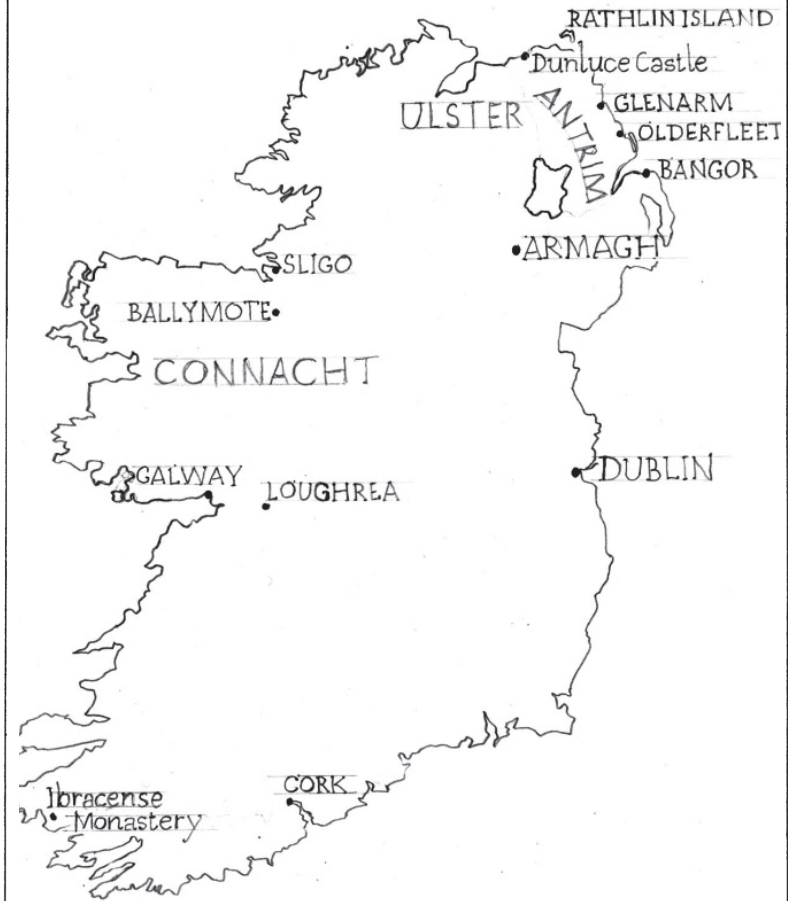 RATHLIN ISLAND
Dunluce Castle
ULSTER
ANTRIM
GLENARM
OLDERFLEET
BANGOR
ARMAGH
SLIGO
BALLYMOTE
CONNACHT
GALWAY
LOUGHREA
DUBLIN
CORK
Ibracense
Monastery